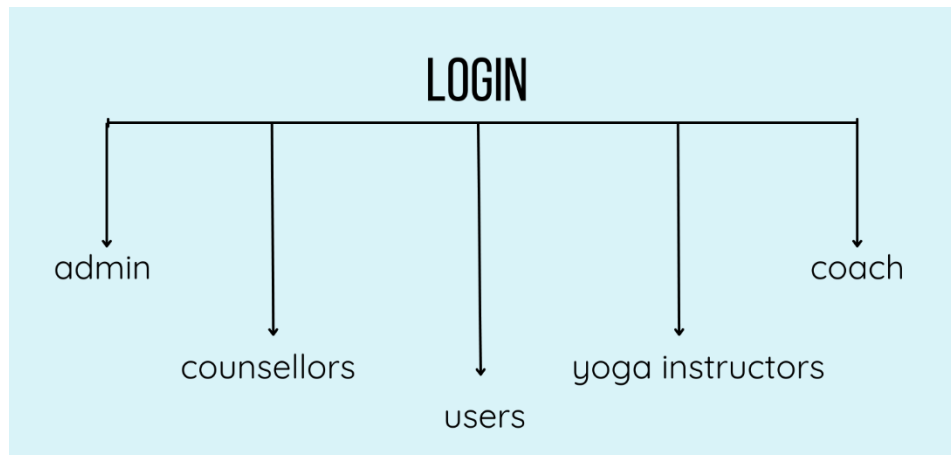 LOGIN
admin
coach
counsellors
yoga instructors
users